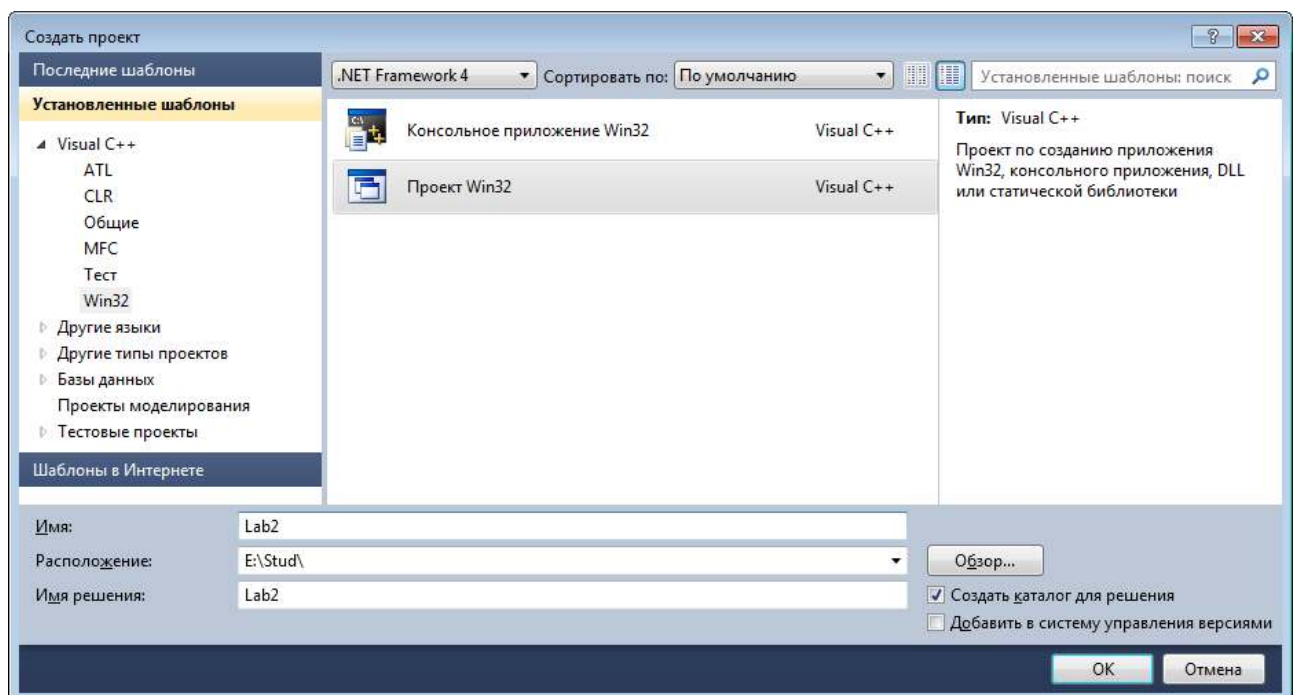 Создать проект
Последние шаблоны
.NET Framework 4
Сортировать по: По умолчанию
Установленные шаблоны: поиск
Установленные шаблоны
Visual C++
ATL
CLR
Общие
MFC
Тест
Win32
Другие языки
Другие типы проектов
Базы данных
Проекты моделирования
Тестовые проекты
Шаблоны в Интернете
Консольное приложение Win32 Visual C++
Проект Win32 Visual C++
Тип: Visual C++
Проект по созданию приложения
Win32, консольного приложения, DLL
или статической библиотеки
Имя: Lab2
Расположение: E:\Stud\
Обзор...
Имя решения: Lab2
Создать каталог для решения
Добавить в систему управления версиями
OK Отмена